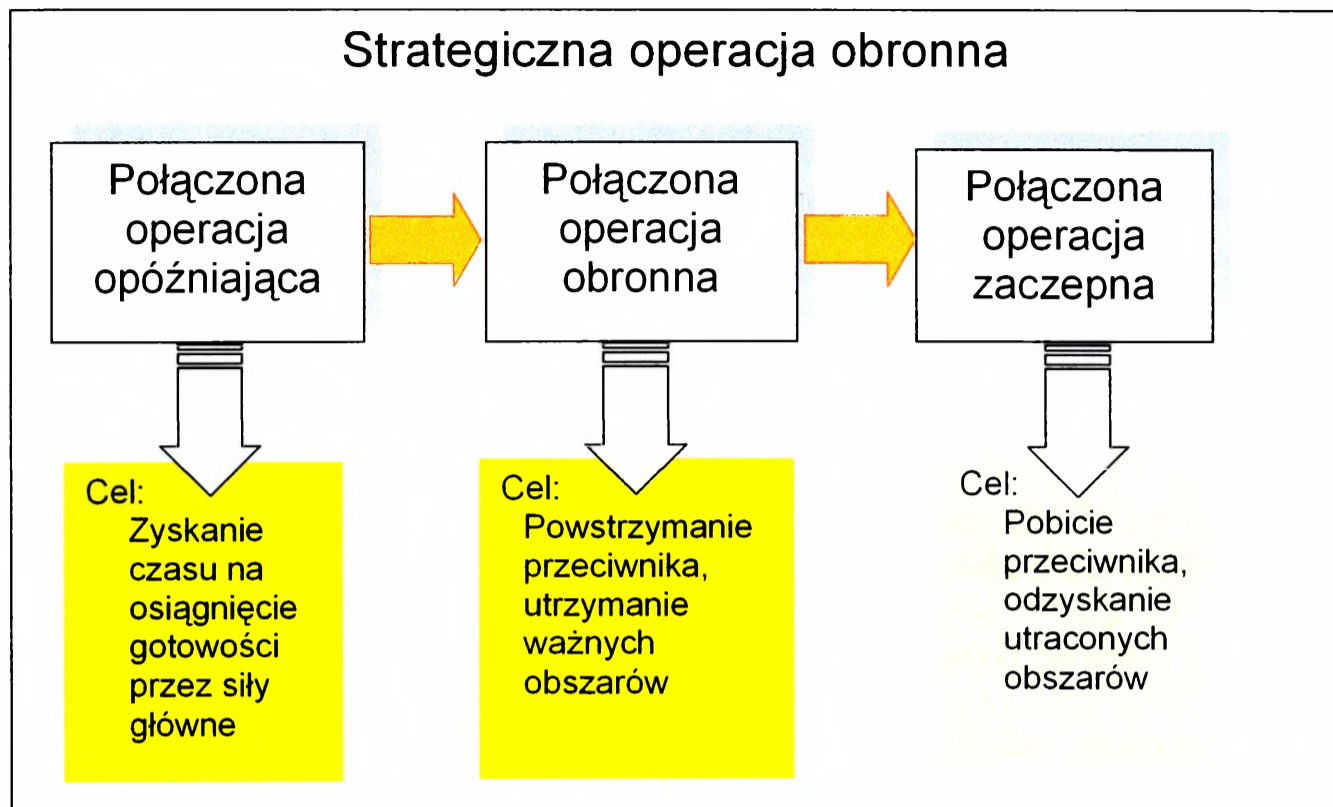 Strategiczna operacja obronna
Połączona
operacja
opóźniająca
Połączona
operacja
obronna
Połączona
operacja
zaczepna
Cel:
Zyskanie
czasu na
osiągnięcie
gotowości
przez siły
główne
Cel:
Powstrzymanie
przeciwnika,
utrzymanie
ważnych
obszarów
Cel:
Pobicie
przeciwnika,
odzyskanie
utraconych
obszarów